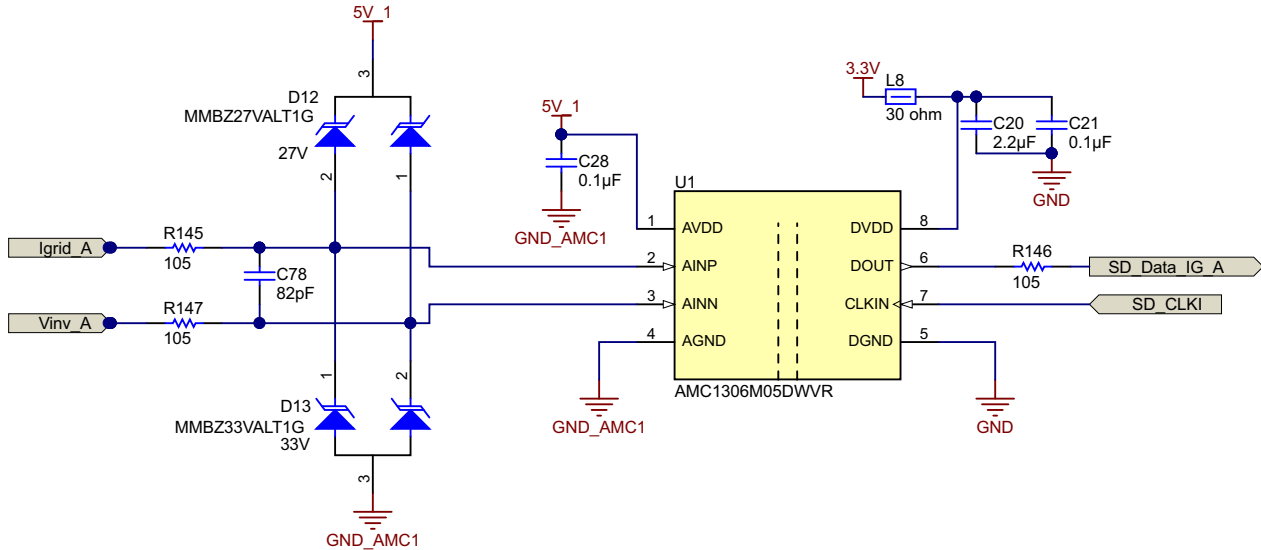 5V_1
3
D12
MMBZ27VALT1G
27V
2
1
5V_1
C28
0.1µF
GND_AMC1
3.3V
L8
30 ohm
C20
2.2µF
C21
0.1µF
GND
U1
Igrid_A
R145
105
C78
82pF
Vinv_A
R147
105
1
AVDD
2
AINP
3
AINN
4
AGND
DVDD
8
DOUT
6
CLKIN
7
DGND
5
R146
105
SD_Data_IG_A
SD_CLKI
AMC1306M05DWVR
GND_AMC1
GND
1
2
D13
MMBZ33VALT1G
33V
3
GND_AMC1